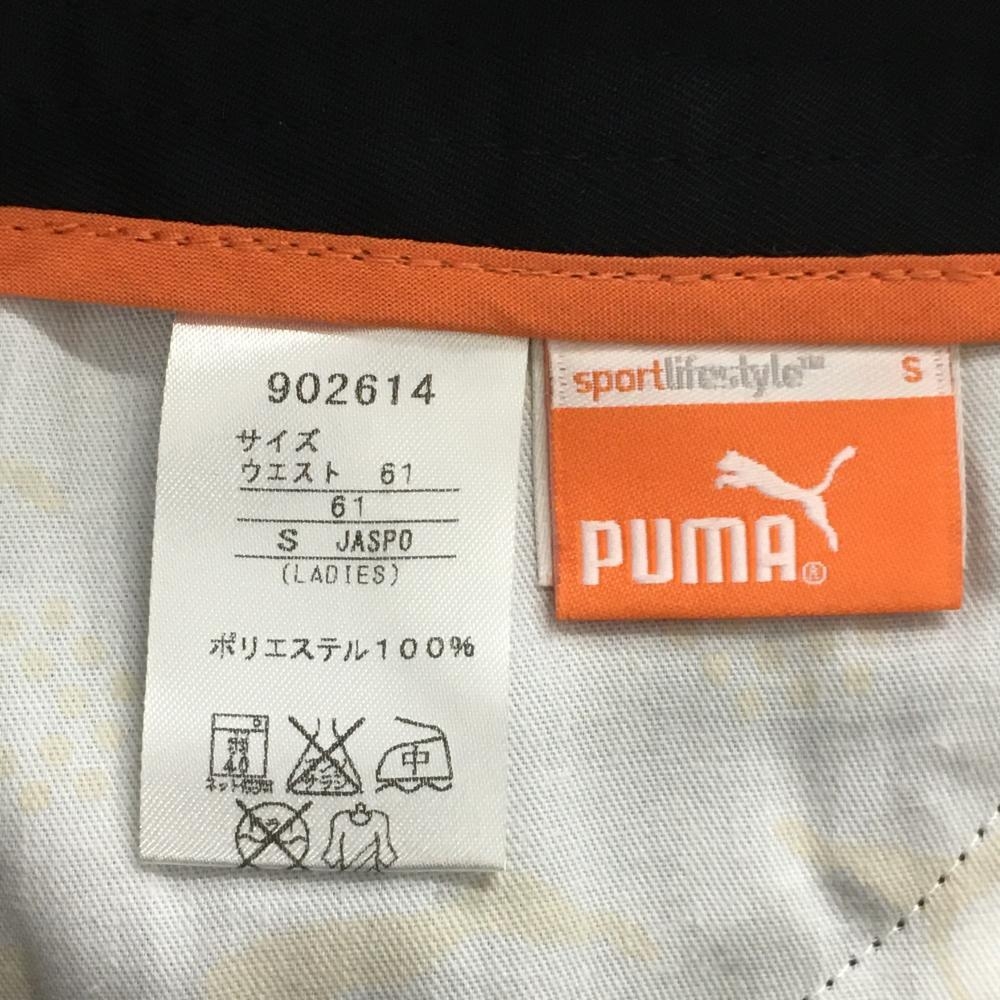 902614
サイズ
ウエスト 61
61
S JASPO
(LADIES)
ポリエステル100%
弱
40
ネット使用
中
sportlifestyle™ S
PUMA®